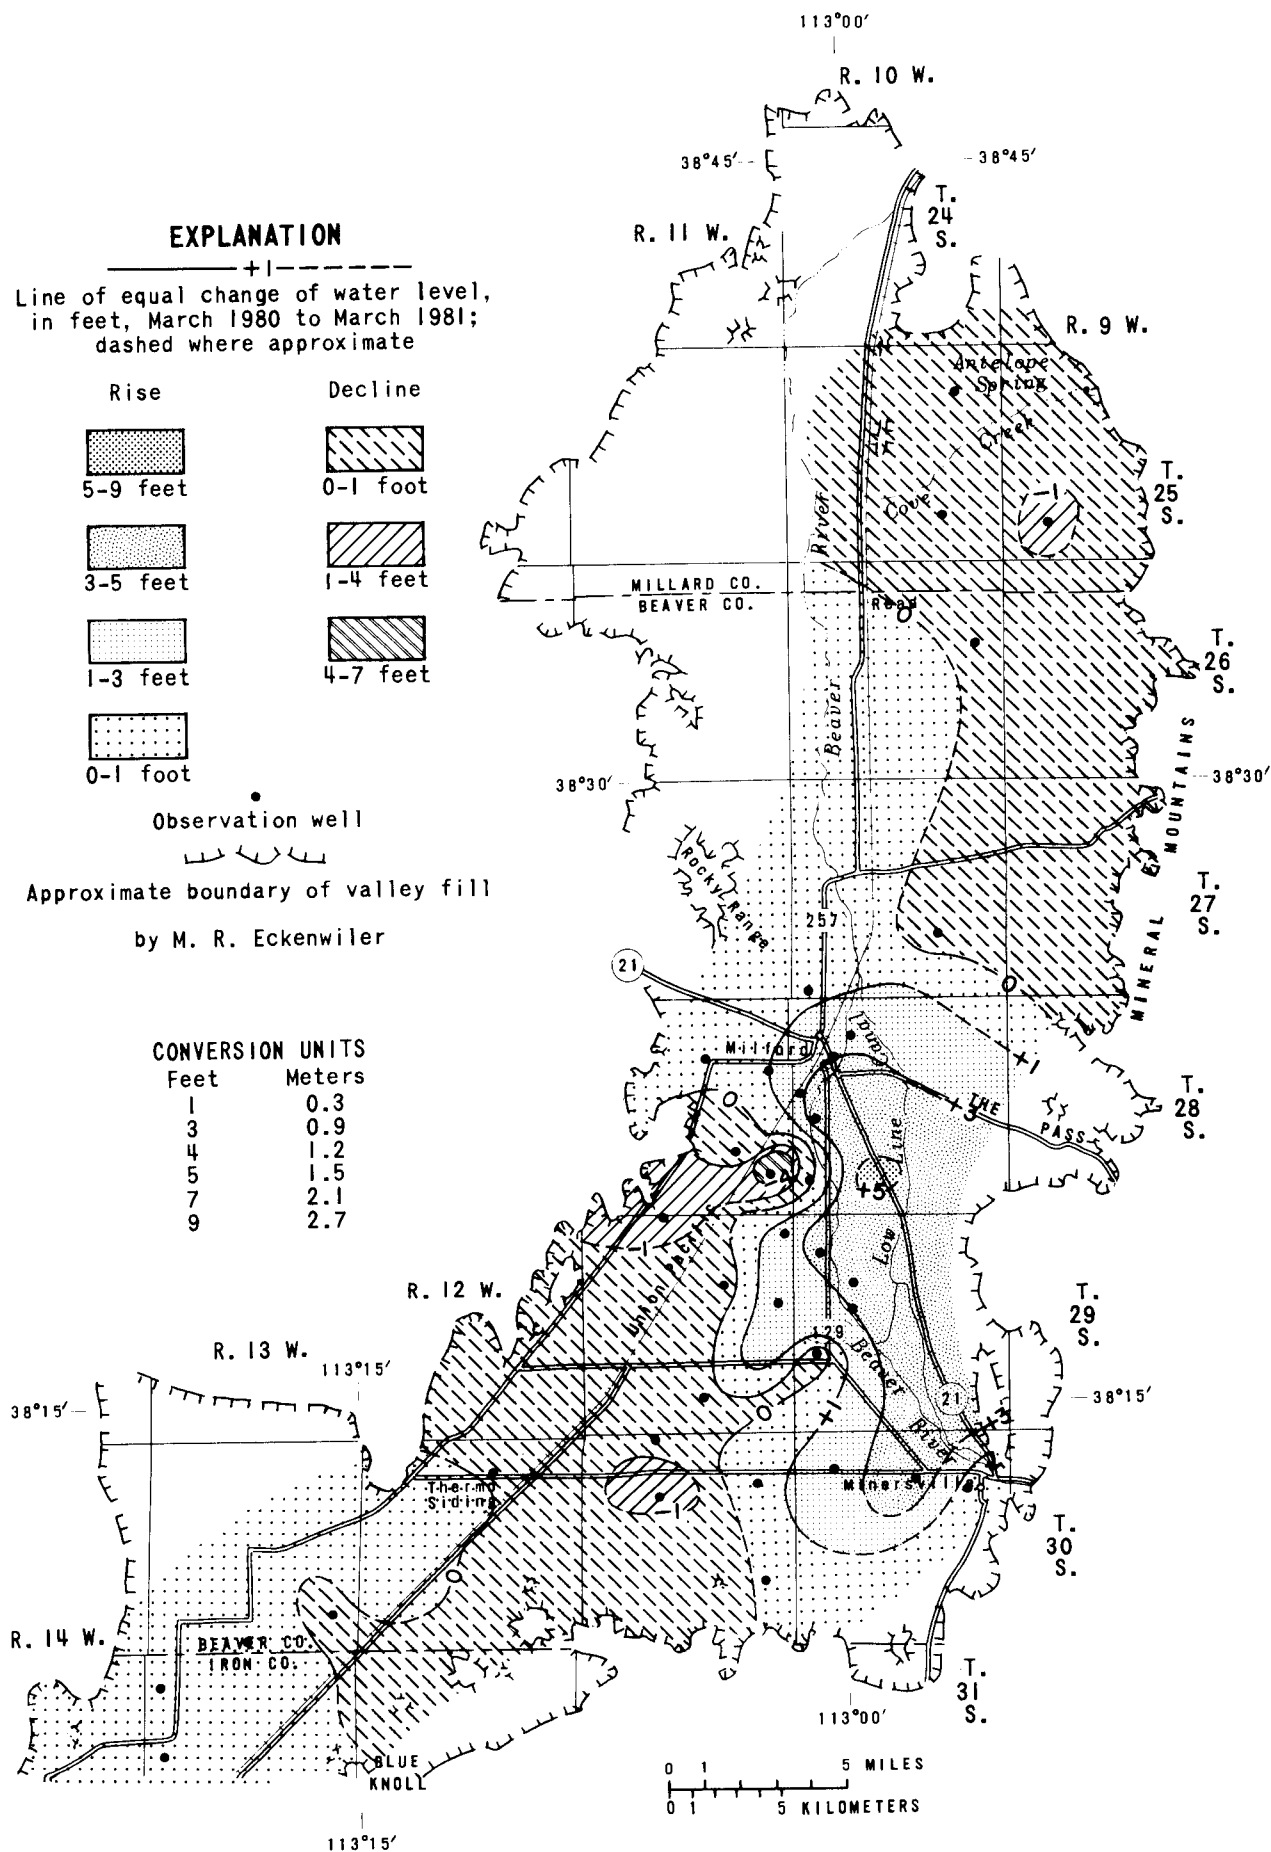 113°00′
R. 10 W.
38°45′
38°45′
T.
24
S.
R. 11 W.
EXPLANATION
+1
Line of equal change of water level,
in feet, March 1980 to March 1981;
dashed where approximate
Rise
Decline
5-9 feet
0-1 foot
3-5 feet
1-4 feet
1-3 feet
4-7 feet
0-1 foot
Observation well
Approximate boundary of valley fill
by M. R. Eckenwiler
CONVERSION UNITS
Feet Meters
1 0.3
3 0.9
4 1.2
5 1.5
7 2.1
9 2.7
R. 9 W.
Antelope
Spring
Creek
Cove
-1
T.
25
S.
River
MILLARD CO.
BEAVER CO.
Read
0
T.
26
S.
Beaver
38°30′
38°30′
MINERAL MOUNTAINS
Rocky Range
T.
27
S.
257
21
0
Canal
Milford
+1
0
+3
THE
PASS
T.
28
S.
Line
-4
+5
-1
Union Pacific
Low
R. 12 W.
T.
29
S.
129
R. 13 W.
113°15′
Beaver
38°15′
38°15′
21
0
+1
+3
River
Thermo
Siding
Minersville
-1
T.
30
S.
0
R. 14 W.
BEAVER CO.
IRON CO.
T.
31
S.
113°00′
BLUE
KNOLL
0 1 5 MILES
0 1 5 KILOMETERS
113°15′